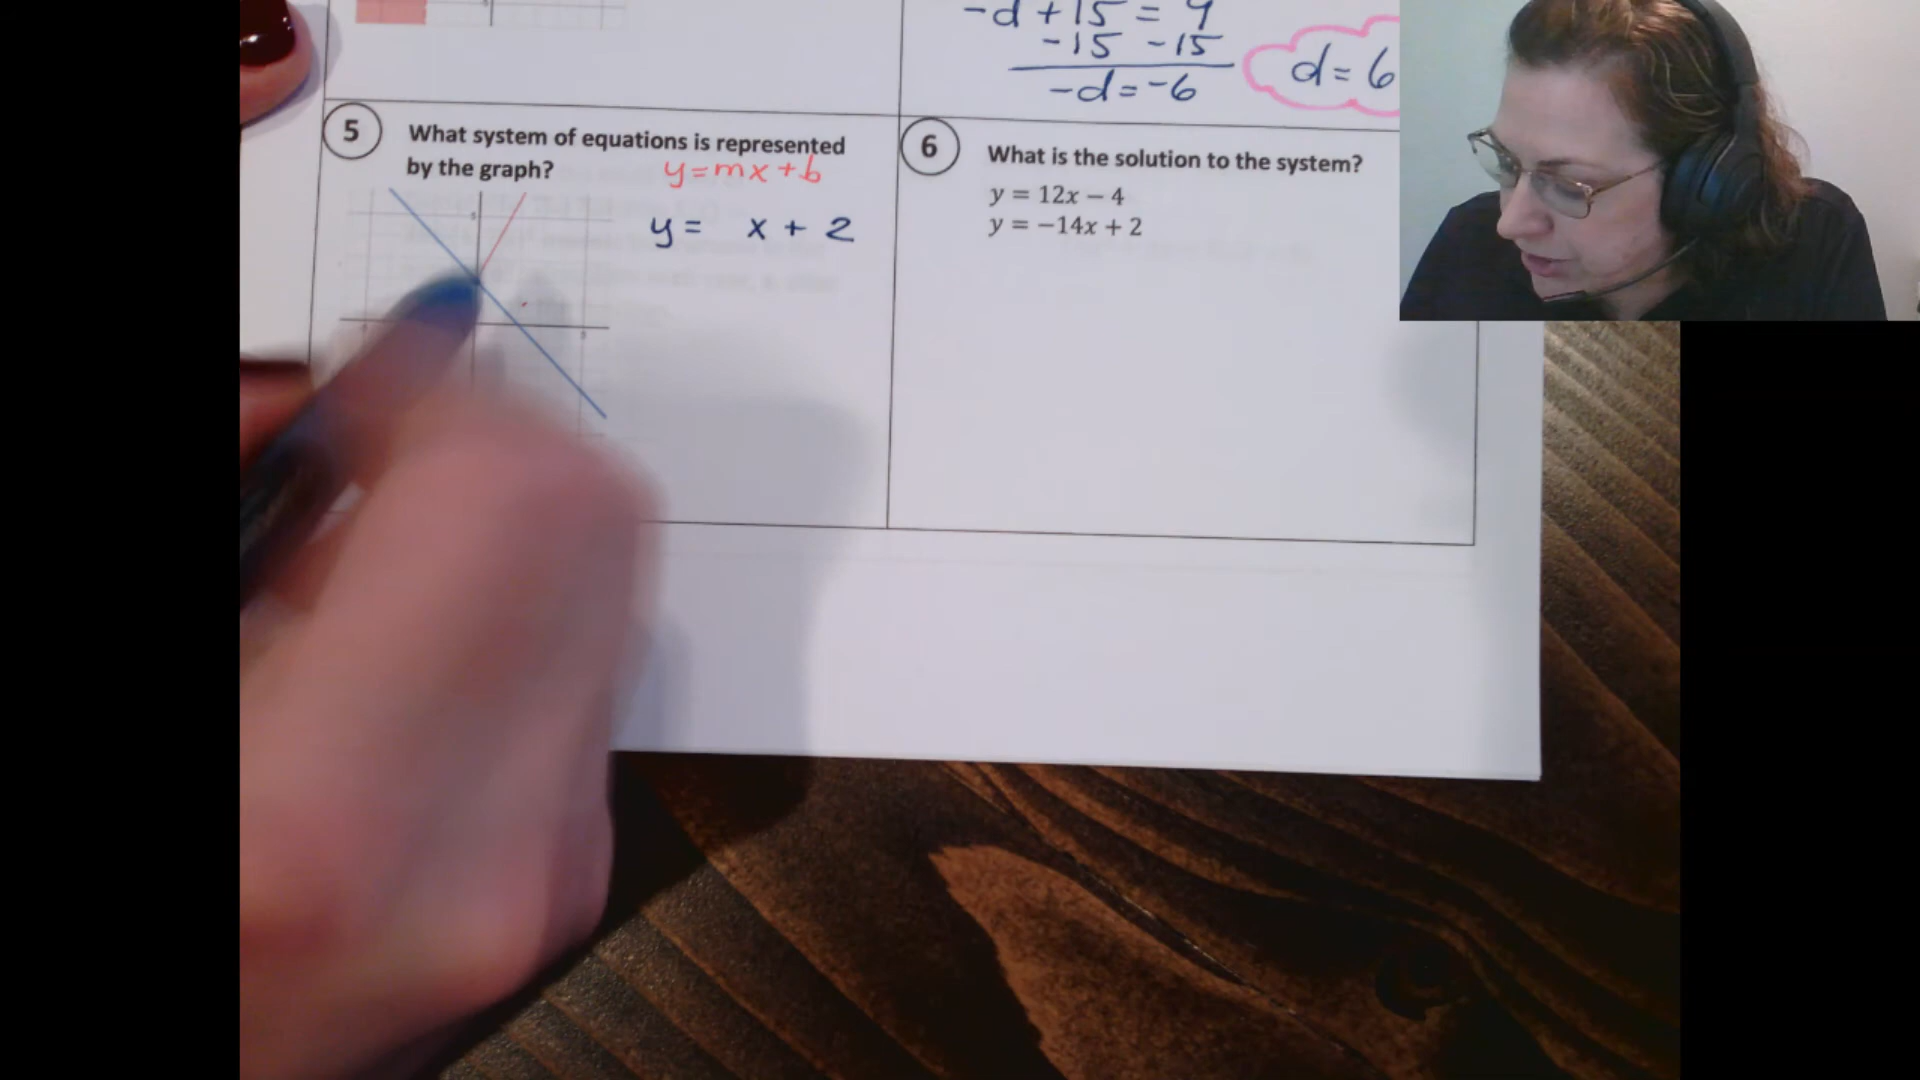 -d + 15 = 9
-15 -15
-d = -6
d = 6
5 What system of equations is represented
by the graph?
y = mx + b
y = x + 2
6 What is the solution to the system?
y = 12x − 4
y = −14x + 2